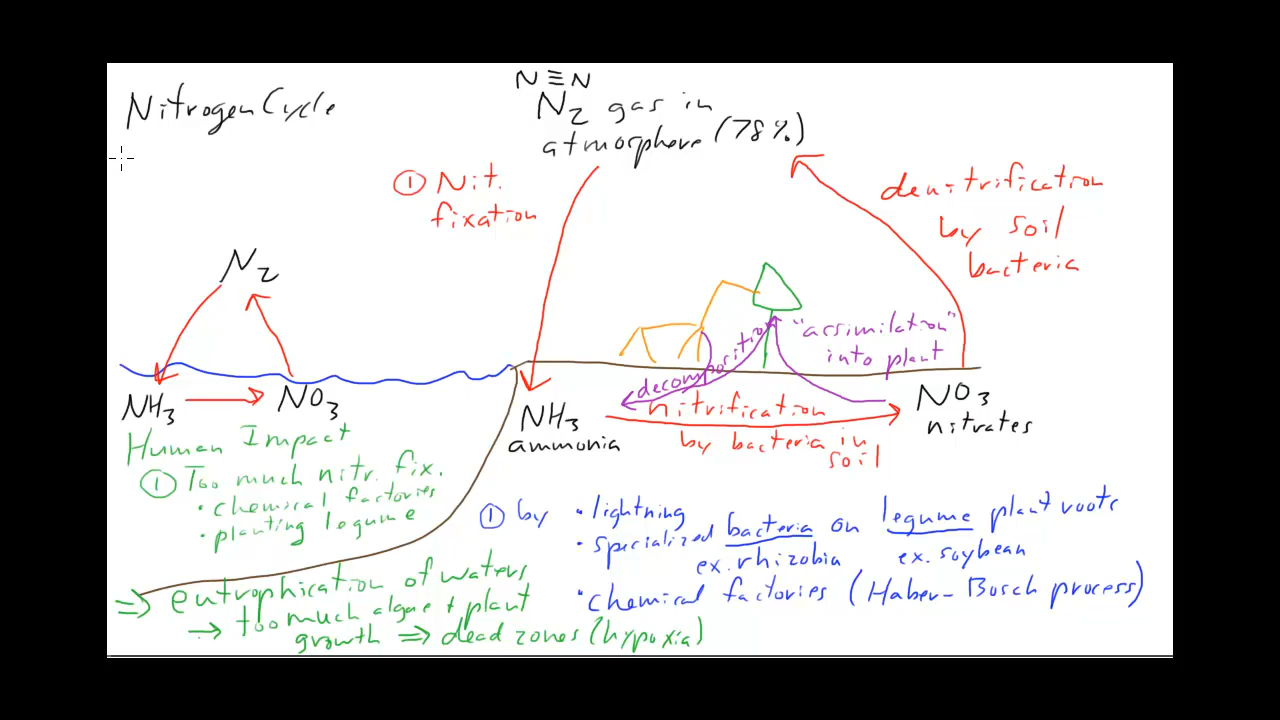 Nitrogen Cycle
N≡N
N2 gas in
atmorphere (78%)
① Nit.
fixation
denitrification
by soil
bacteria
N2
"assimilation"
into plant
decomposition
NH3 → NO3
NH3
ammonia
nitrification
by bacteria in
soil
NO3
nitrates
Human Impact
① Too much nitr. fix.
· chemical factories
· planting legume
⇒ eutrophication of waters
→ too much algae + plant
growth ⇒ dead zones (hypoxia)
① by · lightning
· specialized bacteria on legume plant roots
ex. rhizobia ex. soybean
· chemical factories (Haber-Bosch process)